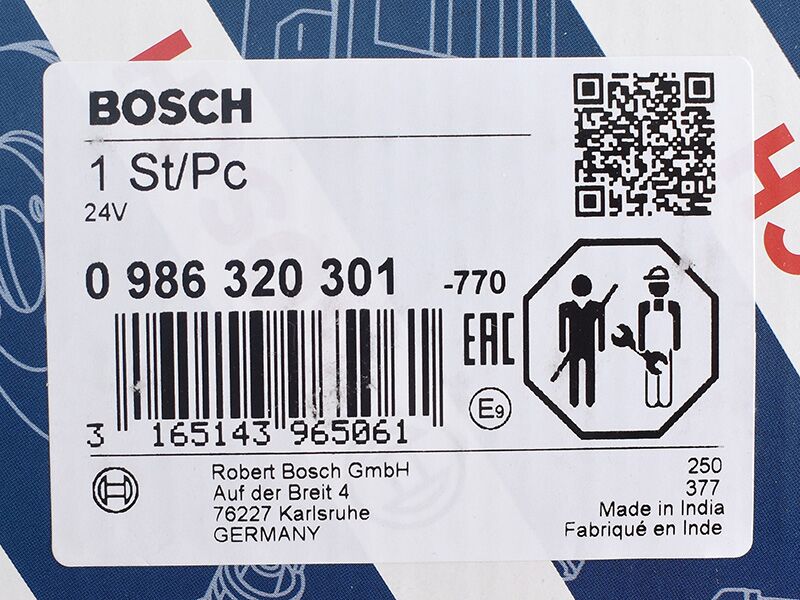 BOSCH
1 St/Pc
24V
0 986 320 301 -770
EAC
E9
3 165143 965061
Robert Bosch GmbH
Auf der Breit 4
76227 Karlsruhe
GERMANY
250
377
Made in India
Fabriqué en Inde